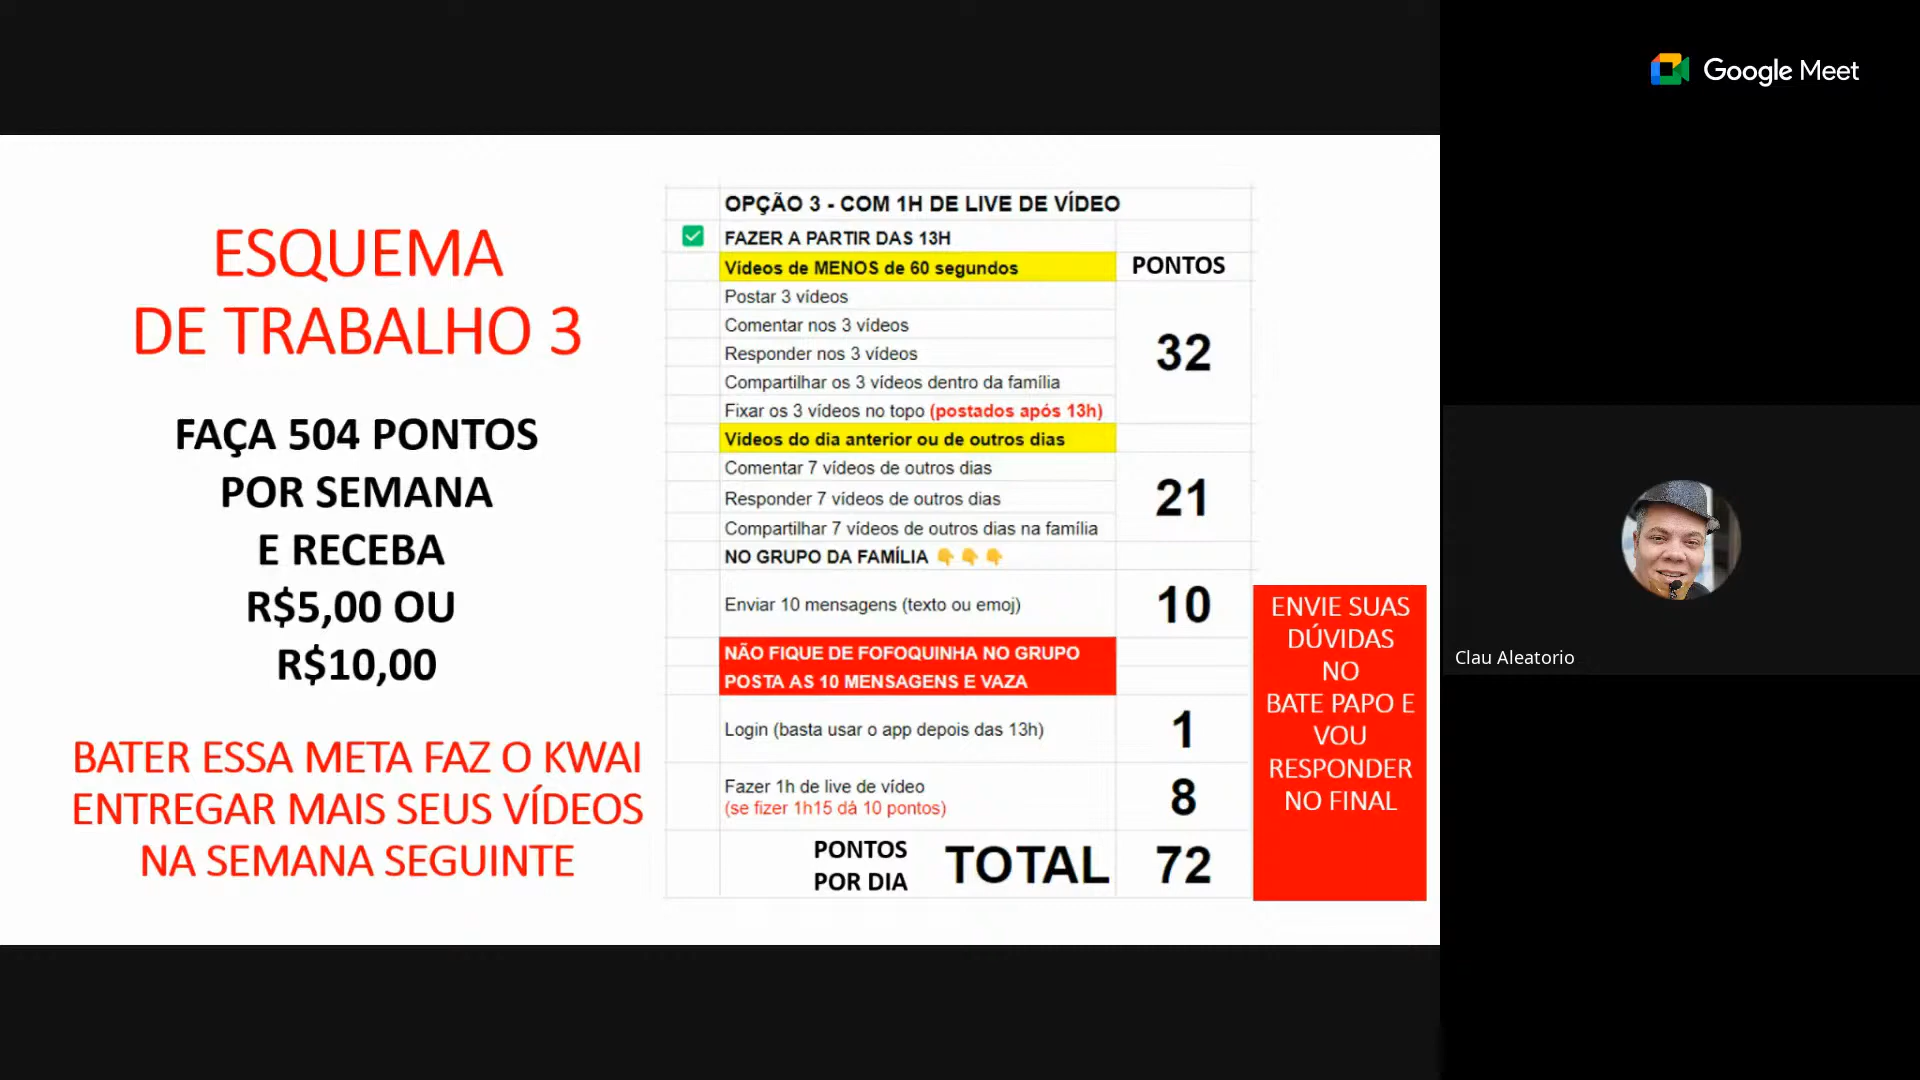 Google Meet
ESQUEMA
DE TRABALHO 3
FAÇA 504 PONTOS
POR SEMANA
E RECEBA
R$5,00 OU
R$10,00
BATER ESSA META FAZ O KWAI
ENTREGAR MAIS SEUS VÍDEOS
NA SEMANA SEGUINTE
OPÇÃO 3 - COM 1H DE LIVE DE VÍDEO
FAZER A PARTIR DAS 13H
Vídeos de MENOS de 60 segundos
PONTOS
Postar 3 vídeos
Comentar nos 3 vídeos
Responder nos 3 vídeos
32
Compartilhar os 3 vídeos dentro da família
Fixar os 3 vídeos no topo (postados após 13h)
Vídeos do dia anterior ou de outros dias
Comentar 7 vídeos de outros dias
Responder 7 vídeos de outros dias
21
Compartilhar 7 vídeos de outros dias na família
NO GRUPO DA FAMÍLIA 👇👇👇
Enviar 10 mensagens (texto ou emoj)
10
NÃO FIQUE DE FOFOQUINHA NO GRUPO
POSTA AS 10 MENSAGENS E VAZA
Login (basta usar o app depois das 13h)
1
Fazer 1h de live de vídeo
(se fizer 1h15 dá 10 pontos)
8
PONTOS
POR DIA
TOTAL
72
ENVIE SUAS
DÚVIDAS
NO
BATE PAPO E
VOU
RESPONDER
NO FINAL
Clau Aleatorio